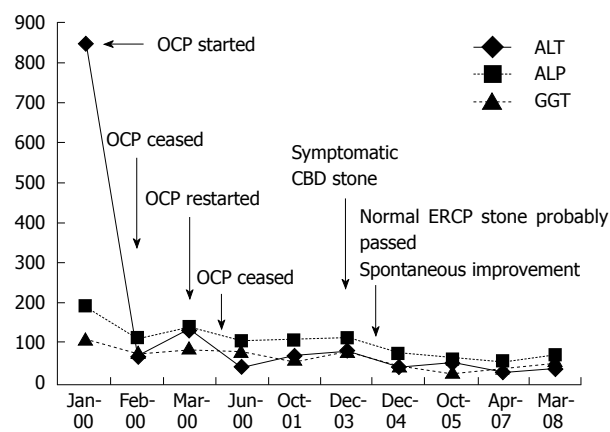 900
800
700
600
500
400
300
200
100
0
OCP started
OCP ceased
OCP restarted
OCP ceased
Symptomatic
CBD stone
Normal ERCP stone probably
passed
Spontaneous improvement
ALT
ALP
GGT
Jan-00
Feb-00
Mar-00
Jun-00
Oct-01
Dec-03
Dec-04
Oct-05
Apr-07
Mar-08